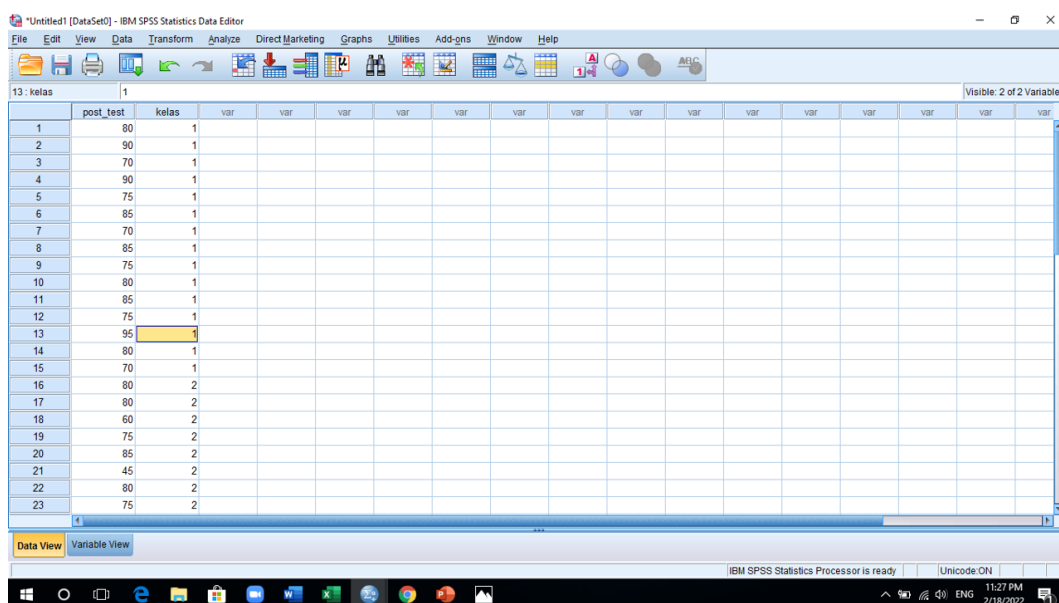 *Untitled1 [DataSet0] - IBM SPSS Statistics Data Editor
File Edit View Data Transform Analyze Direct Marketing Graphs Utilities Add-ons Window Help
13 : kelas 1 Visible: 2 of 2 Variable
post_test kelas var var var var var var var var var var var var var var var
1 80 1
2 90 1
3 70 1
4 90 1
5 75 1
6 85 1
7 70 1
8 85 1
9 75 1
10 80 1
11 85 1
12 75 1
13 95 1
14 80 1
15 70 1
16 80 2
17 80 2
18 60 2
19 75 2
20 85 2
21 45 2
22 80 2
23 75 2
Data View Variable View
IBM SPSS Statistics Processor is ready Unicode:ON
ENG 11:27 PM
2/18/2022